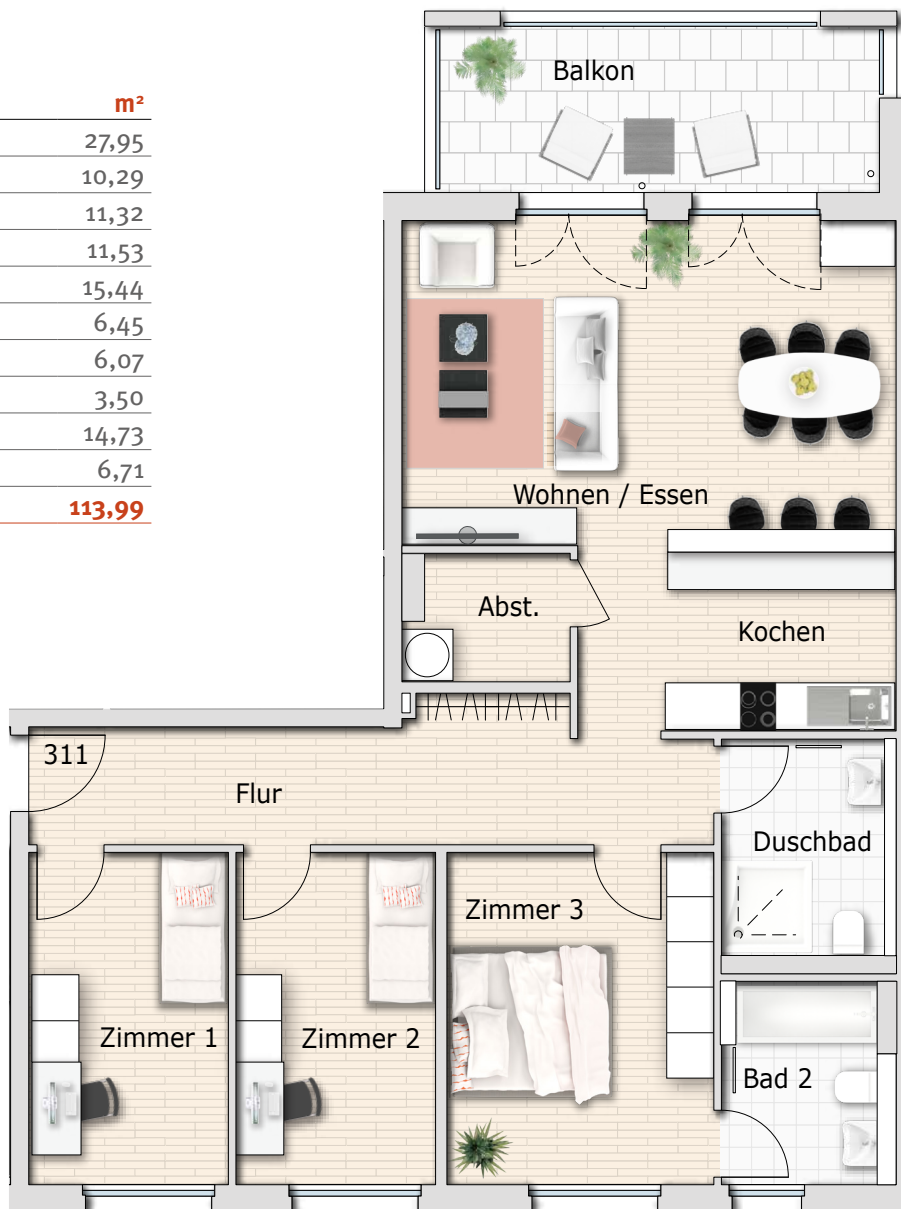 m²
27,95
10,29
11,32
11,53
15,44
6,45
6,07
3,50
14,73
6,71
113,99
Balkon
Wohnen / Essen
Abst.
Kochen
311
Flur
Duschbad
Zimmer 3
Zimmer 1
Zimmer 2
Bad 2